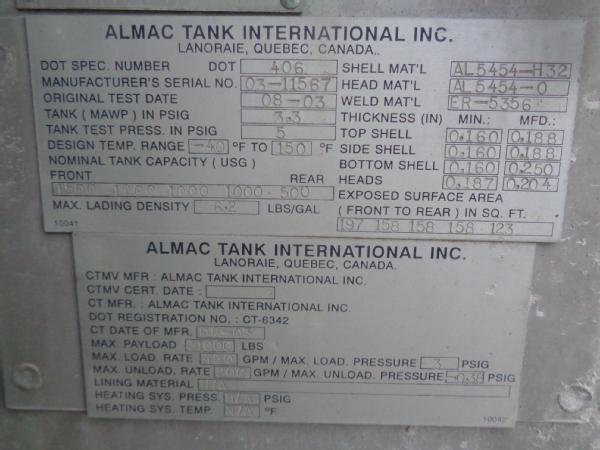 ALMAC TANK INTERNATIONAL INC.
LANORAIE, QUEBEC, CANADA.
DOT SPEC. NUMBER DOT 406 SHELL MAT'L AL5454-H32
MANUFACTURER'S SERIAL NO. 03-11567 HEAD MAT'L AL5454-O
ORIGINAL TEST DATE 08-03 WELD MAT'L ER-5356
TANK (MAWP) IN PSIG 3.3 THICKNESS (IN) MIN.: MFD.:
TANK TEST PRESS. IN PSIG 5 TOP SHELL 0.160 0.188
DESIGN TEMP. RANGE -40 °F TO 150 °F SIDE SHELL 0.160 0.188
NOMINAL TANK CAPACITY (USG) BOTTOM SHELL 0.160 0.250
FRONT REAR HEADS 0.187 0.204
1000 1000 500 EXPOSED SURFACE AREA
MAX. LADING DENSITY 6.2 LBS/GAL (FRONT TO REAR) IN SQ. FT.
10041 197 158 158 158 123
ALMAC TANK INTERNATIONAL INC.
LANORAIE, QUEBEC, CANADA.
CTMV MFR : ALMAC TANK INTERNATIONAL INC.
CTMV CERT. DATE :
CT MFR. : ALMAC TANK INTERNATIONAL INC.
DOT REGISTRATION NO. : CT-6342
CT DATE OF MFR.
MAX. PAYLOAD LBS
MAX. LOAD. RATE GPM / MAX. LOAD. PRESSURE 3 PSIG
MAX. UNLOAD. RATE GPM / MAX. UNLOAD. PRESSURE -0.38 PSIG
LINING MATERIAL N/A
HEATING SYS. PRESS. N/A PSIG
HEATING SYS. TEMP. N/A °F
10042